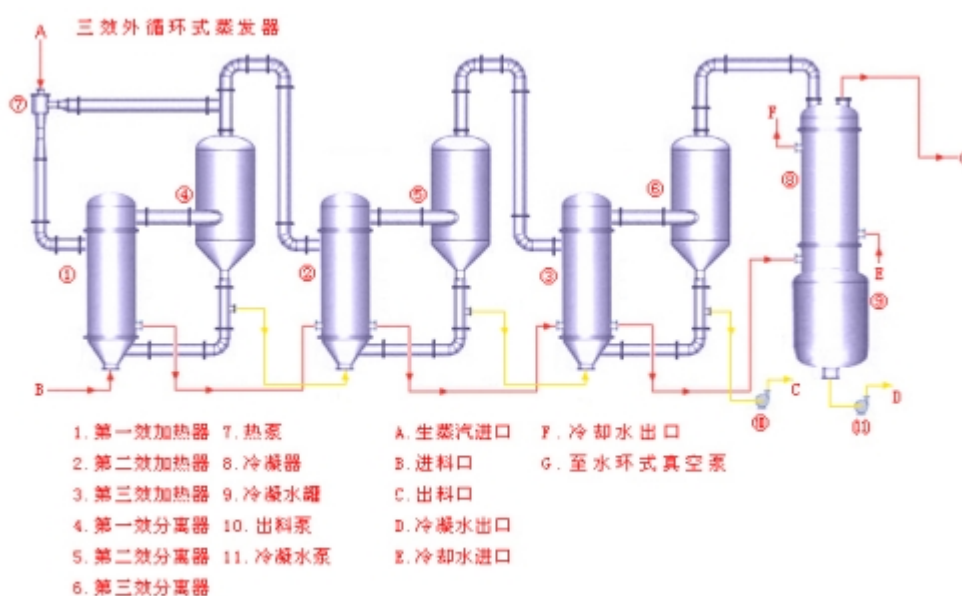 三效外循环式蒸发器
A
⑦
④
⑤
⑥
F
⑧
①
②
③
E
⑨
B
C
D
⑩
⑪
1.第一效加热器 7.热泵 A.生蒸汽进口 F.冷却水出口
2.第二效加热器 8.冷凝器 B.进料口 G.至水环式真空泵
3.第三效加热器 9.冷凝水罐 C.出料口
4.第一效分离器 10.出料泵 D.冷凝水出口
5.第二效分离器 11.冷凝水泵 E.冷却水进口
6.第三效分离器